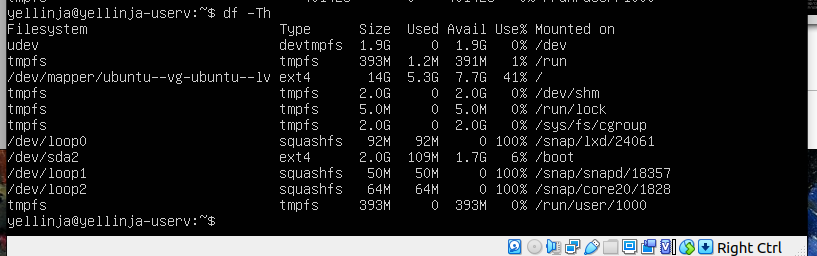 yellinja@yellinja-userv:~$ df -Th
Filesystem Type Size Used Avail Use% Mounted on
udev devtmpfs 1.9G 0 1.9G 0% /dev
tmpfs tmpfs 393M 1.2M 391M 1% /run
/dev/mapper/ubuntu--vg-ubuntu--lv ext4 14G 5.3G 7.7G 41% /
tmpfs tmpfs 2.0G 0 2.0G 0% /dev/shm
tmpfs tmpfs 5.0M 0 5.0M 0% /run/lock
tmpfs tmpfs 2.0G 0 2.0G 0% /sys/fs/cgroup
/dev/loop0 squashfs 92M 92M 0 100% /snap/lxd/24061
/dev/sda2 ext4 2.0G 109M 1.7G 6% /boot
/dev/loop1 squashfs 50M 50M 0 100% /snap/snapd/18357
/dev/loop2 squashfs 64M 64M 0 100% /snap/core20/1828
tmpfs tmpfs 393M 0 393M 0% /run/user/1000
yellinja@yellinja-userv:~$
Right Ctrl